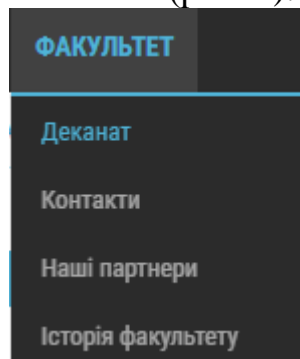 ФАКУЛЬТЕТ
Деканат
Контакти
Наші партнери
Історія факультету